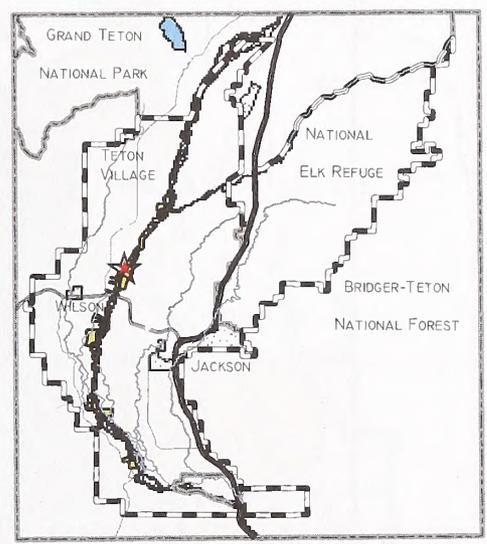 GRAND TETON
NATIONAL PARK
TETON
VILLAGE
NATIONAL
ELK REFUGE
BRIDGER-TETON
NATIONAL FOREST
WILSON
JACKSON